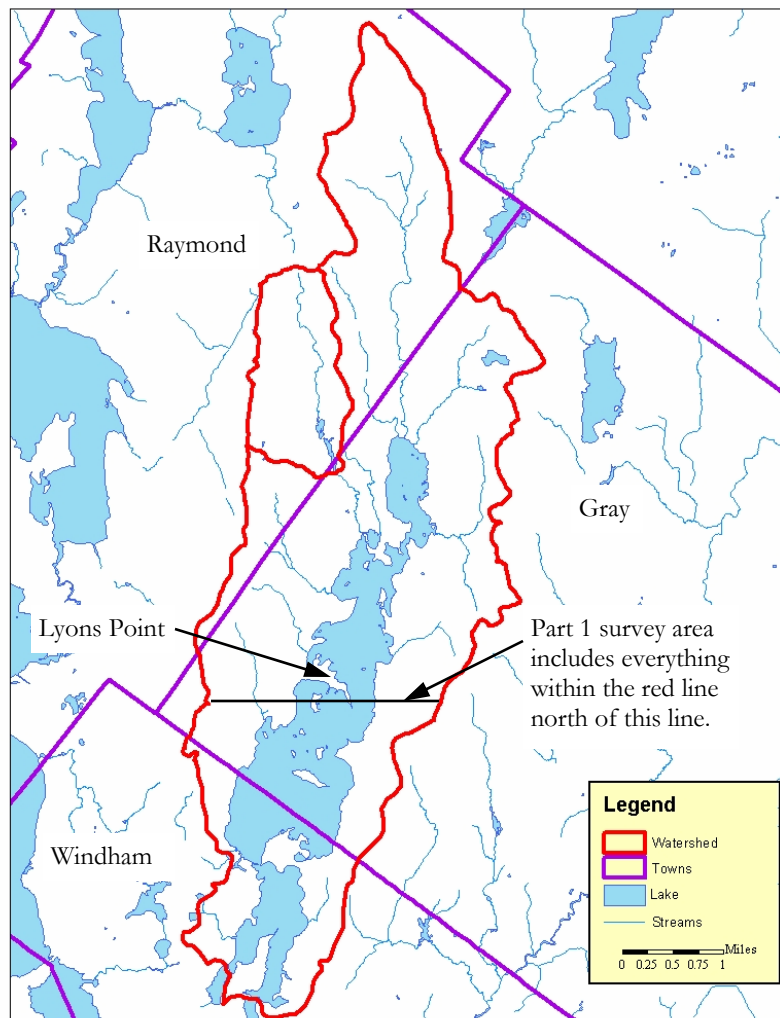 Raymond
Gray
Lyons Point
Part 1 survey area
includes everything
within the red line
north of this line.
Windham
Legend
Watershed
Towns
Lake
Streams
Miles
0 0.25 0.5 0.75 1